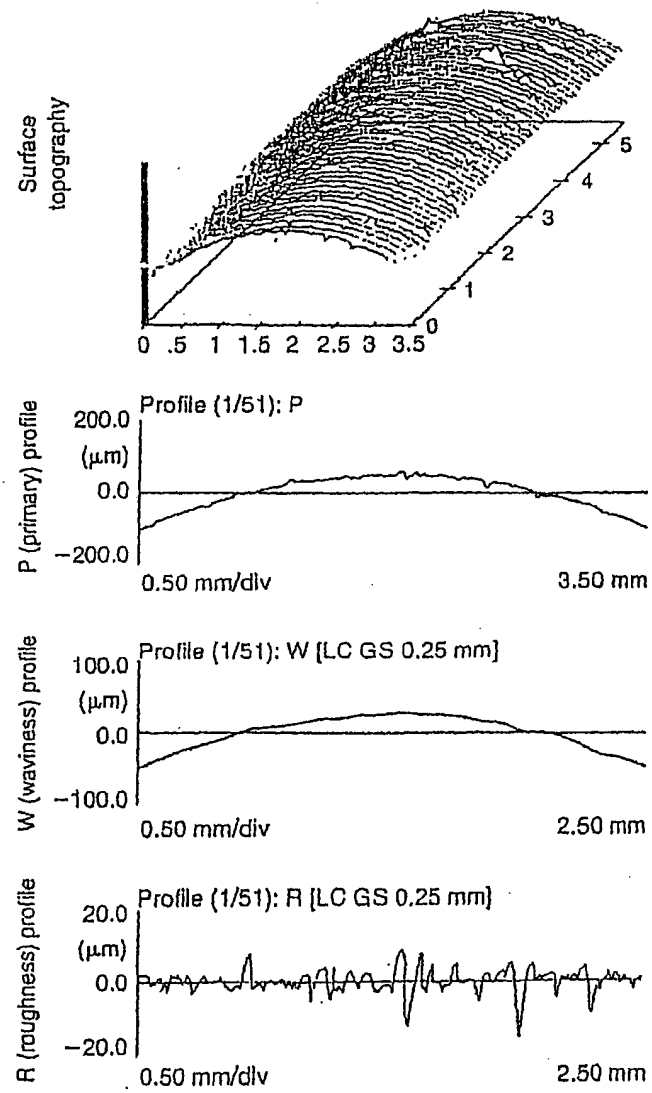 Surface
topography
5
4
3
2
1
0
0 .5 1 1.5 2 2.5 3 3.5
P (primary) profile
Profile (1/51): P
200.0
(μm)
0.0
−200.0
0.50 mm/div 3.50 mm
W (waviness) profile
Profile (1/51): W [LC GS 0.25 mm]
100.0
(μm)
0.0
−100.0
0.50 mm/div 2.50 mm
R (roughness) profile
Profile (1/51): R [LC GS 0.25 mm]
20.0
(μm)
0.0
−20.0
0.50 mm/div 2.50 mm